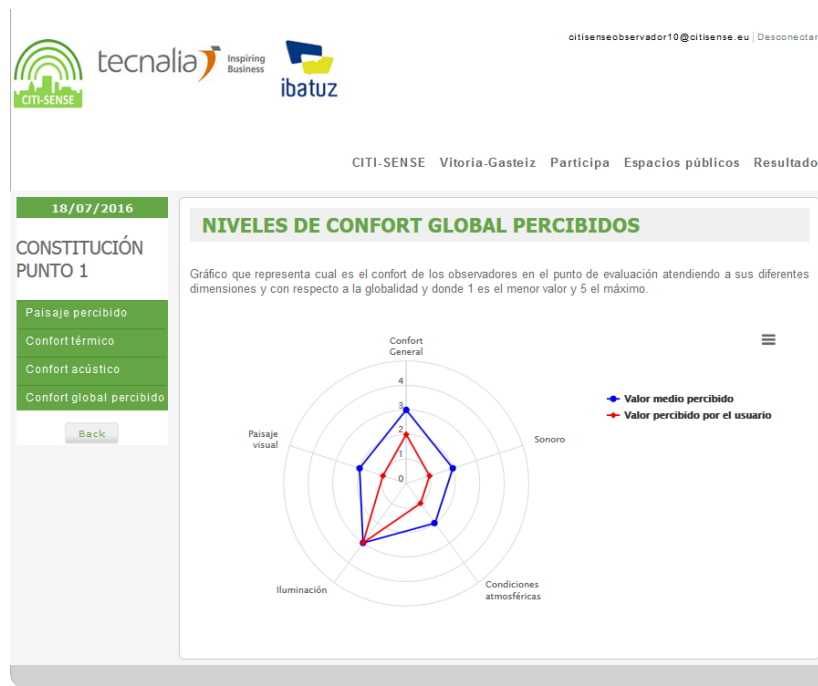 citisenseobservador10@citisense.eu | Desconectar
CITI-SENSE
tecnalia Inspiring
Business
ibatuz
CITI-SENSE Vitoria-Gasteiz Participa Espacios públicos Resultado
18/07/2016
CONSTITUCIÓN
PUNTO 1
Paisaje percibido
Confort térmico
Confort acústico
Confort global percibido
Back
NIVELES DE CONFORT GLOBAL PERCIBIDOS
Gráfico que representa cual es el confort de los observadores en el punto de evaluación atendiendo a sus diferentes
dimensiones y con respecto a la globalidad y donde 1 es el menor valor y 5 el máximo.
Confort
General
4
3
2
1
0
Sonoro
Condiciones
atmosféricas
Iluminación
Paisaje
visual
Valor medio percibido
Valor percibido por el usuario